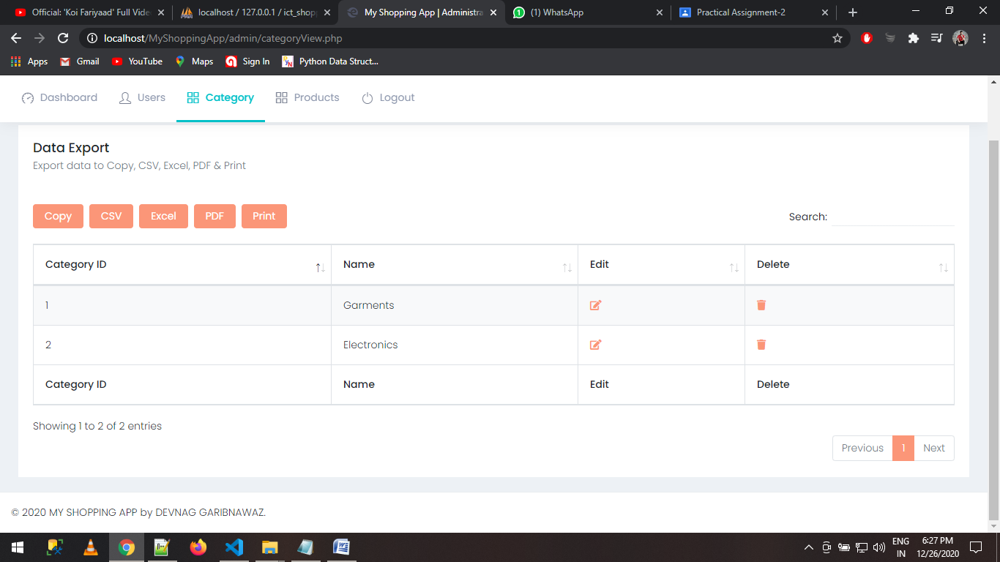 Official: 'Koi Fariyaad' Full Vide
localhost / 127.0.0.1 / ict_shop
My Shopping App | Administra
(1) WhatsApp
Practical Assignment-2
localhost/MyShoppingApp/admin/categoryView.php
Apps Gmail YouTube Maps Sign In Python Data Struct...
Dashboard Users Category Products Logout
Data Export
Export data to Copy, CSV, Excel, PDF & Print
Copy CSV Excel PDF Print Search:
Category ID Name Edit Delete
1 Garments
2 Electronics
Category ID Name Edit Delete
Showing 1 to 2 of 2 entries
Previous 1 Next
© 2020 MY SHOPPING APP by DEVNAG GARIBNAWAZ.
ENG 6:27 PM
IN 12/26/2020